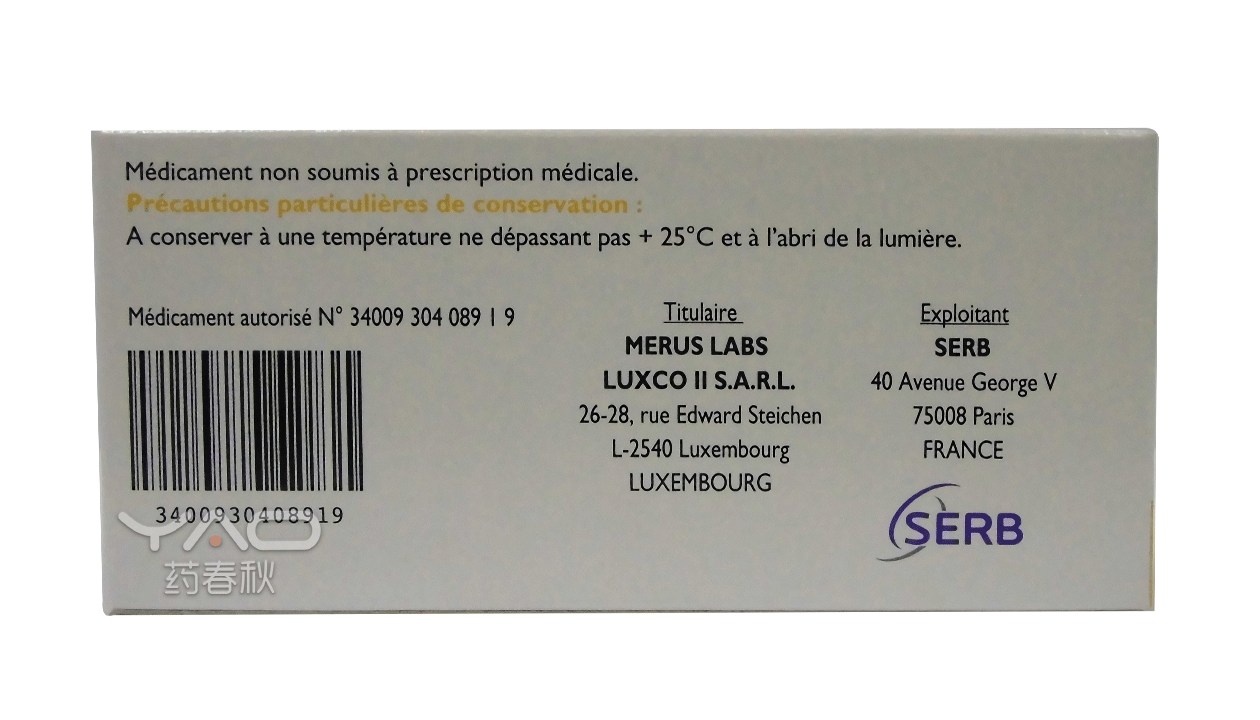 Médicament non soumis à prescription médicale.
Précautions particulières de conservation :
A conserver à une température ne dépassant pas + 25°C et à l'abri de la lumière.
Médicament autorisé N° 34009 304 089 1 9
3400930408919
Titulaire
MERUS LABS
LUXCO II S.A.R.L.
26-28, rue Edward Steichen
L-2540 Luxembourg
LUXEMBOURG
Exploitant
SERB
40 Avenue George V
75008 Paris
FRANCE
SERB
YAO
药春秋